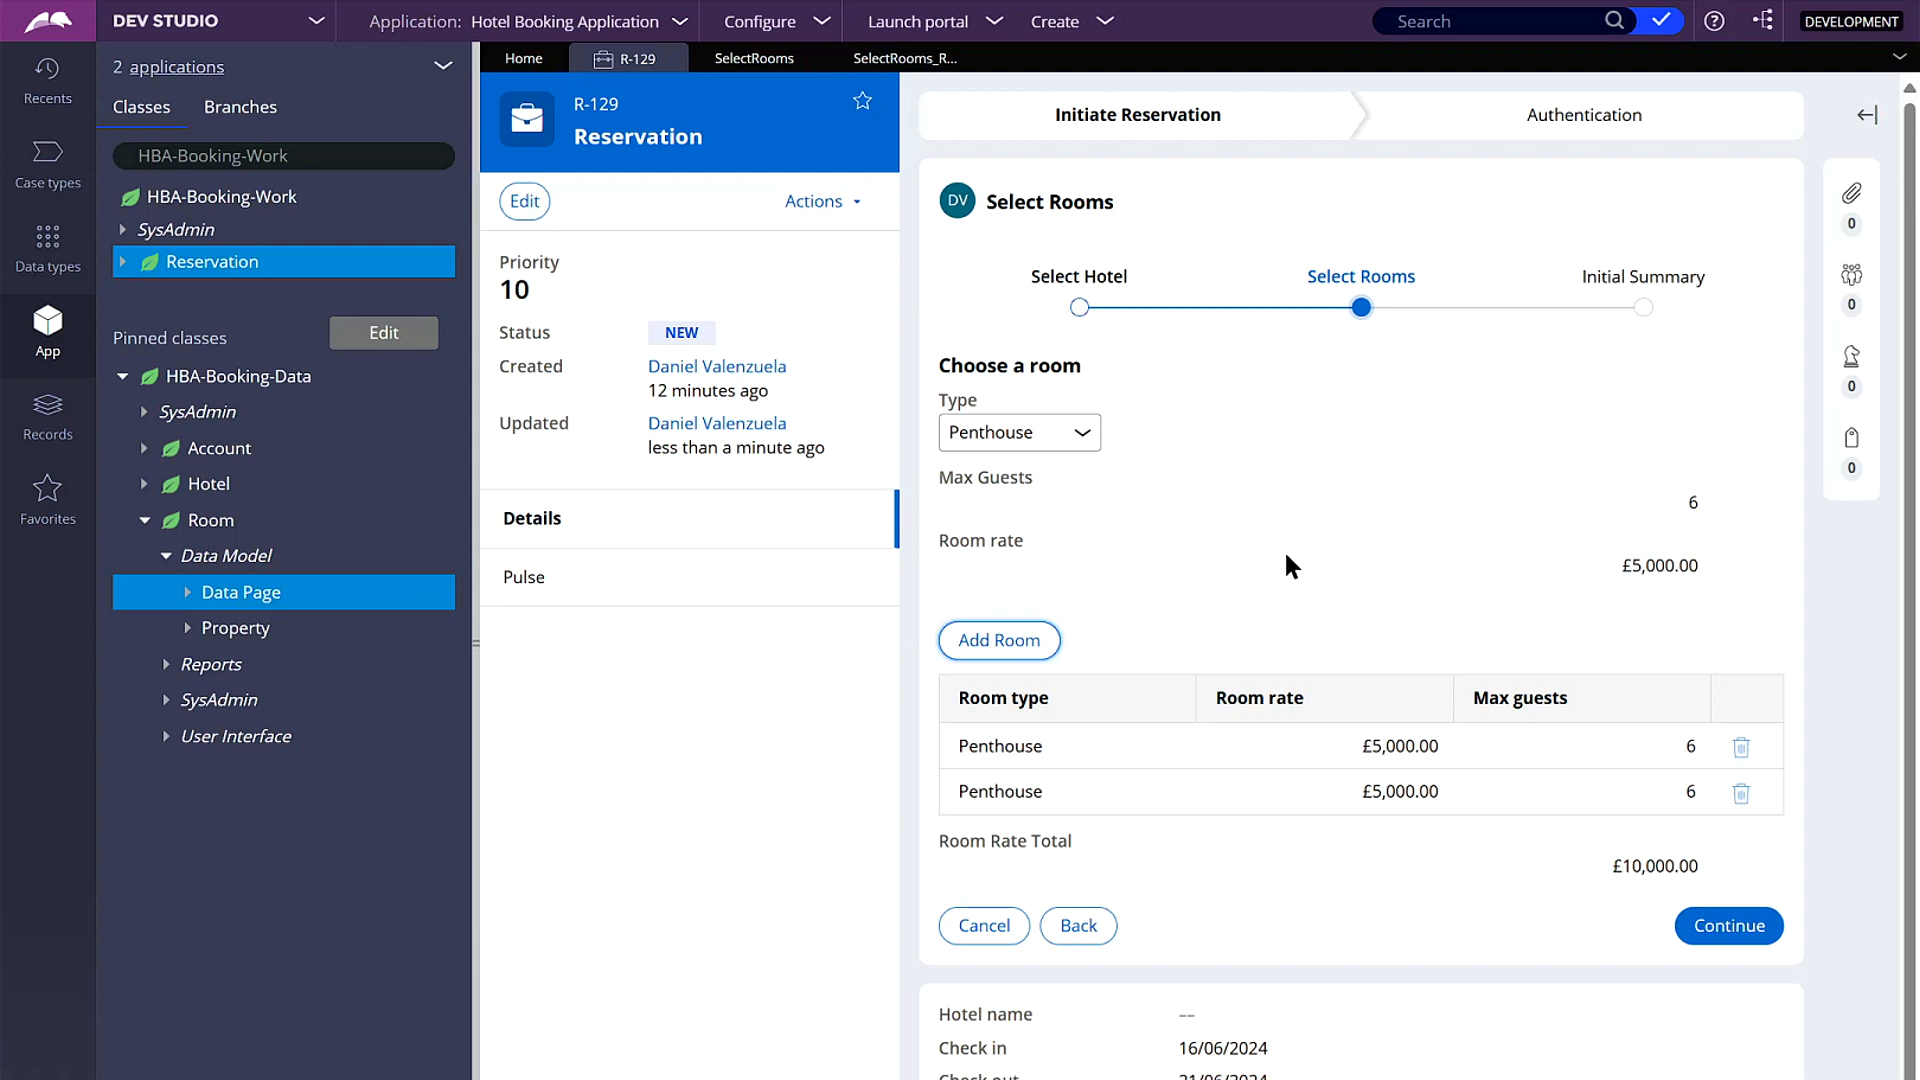 DEV STUDIO
Application: Hotel Booking Application
Configure
Launch portal
Create
Search
DEVELOPMENT
Recents
Case types
Data types
App
Records
Favorites
2 applications
Classes
Branches
HBA-Booking-Work
HBA-Booking-Work
SysAdmin
Reservation
Pinned classes
Edit
HBA-Booking-Data
SysAdmin
Account
Hotel
Room
Data Model
Data Page
Property
Reports
SysAdmin
User Interface
Home
R-129
SelectRooms
SelectRooms_R...
R-129
Reservation
Edit
Actions
Priority
10
Status NEW
Created Daniel Valenzuela
12 minutes ago
Updated Daniel Valenzuela
less than a minute ago
Details
Pulse
Initiate Reservation
Authentication
DV Select Rooms
Select Hotel
Select Rooms
Initial Summary
Choose a room
Type
Penthouse
Max Guests
6
Room rate
£5,000.00
Add Room
Room type Room rate Max guests
Penthouse £5,000.00 6
Penthouse £5,000.00 6
Room Rate Total
£10,000.00
Cancel
Back
Continue
Hotel name --
Check in 16/06/2024
Check out 21/06/2024
0
0
0
0